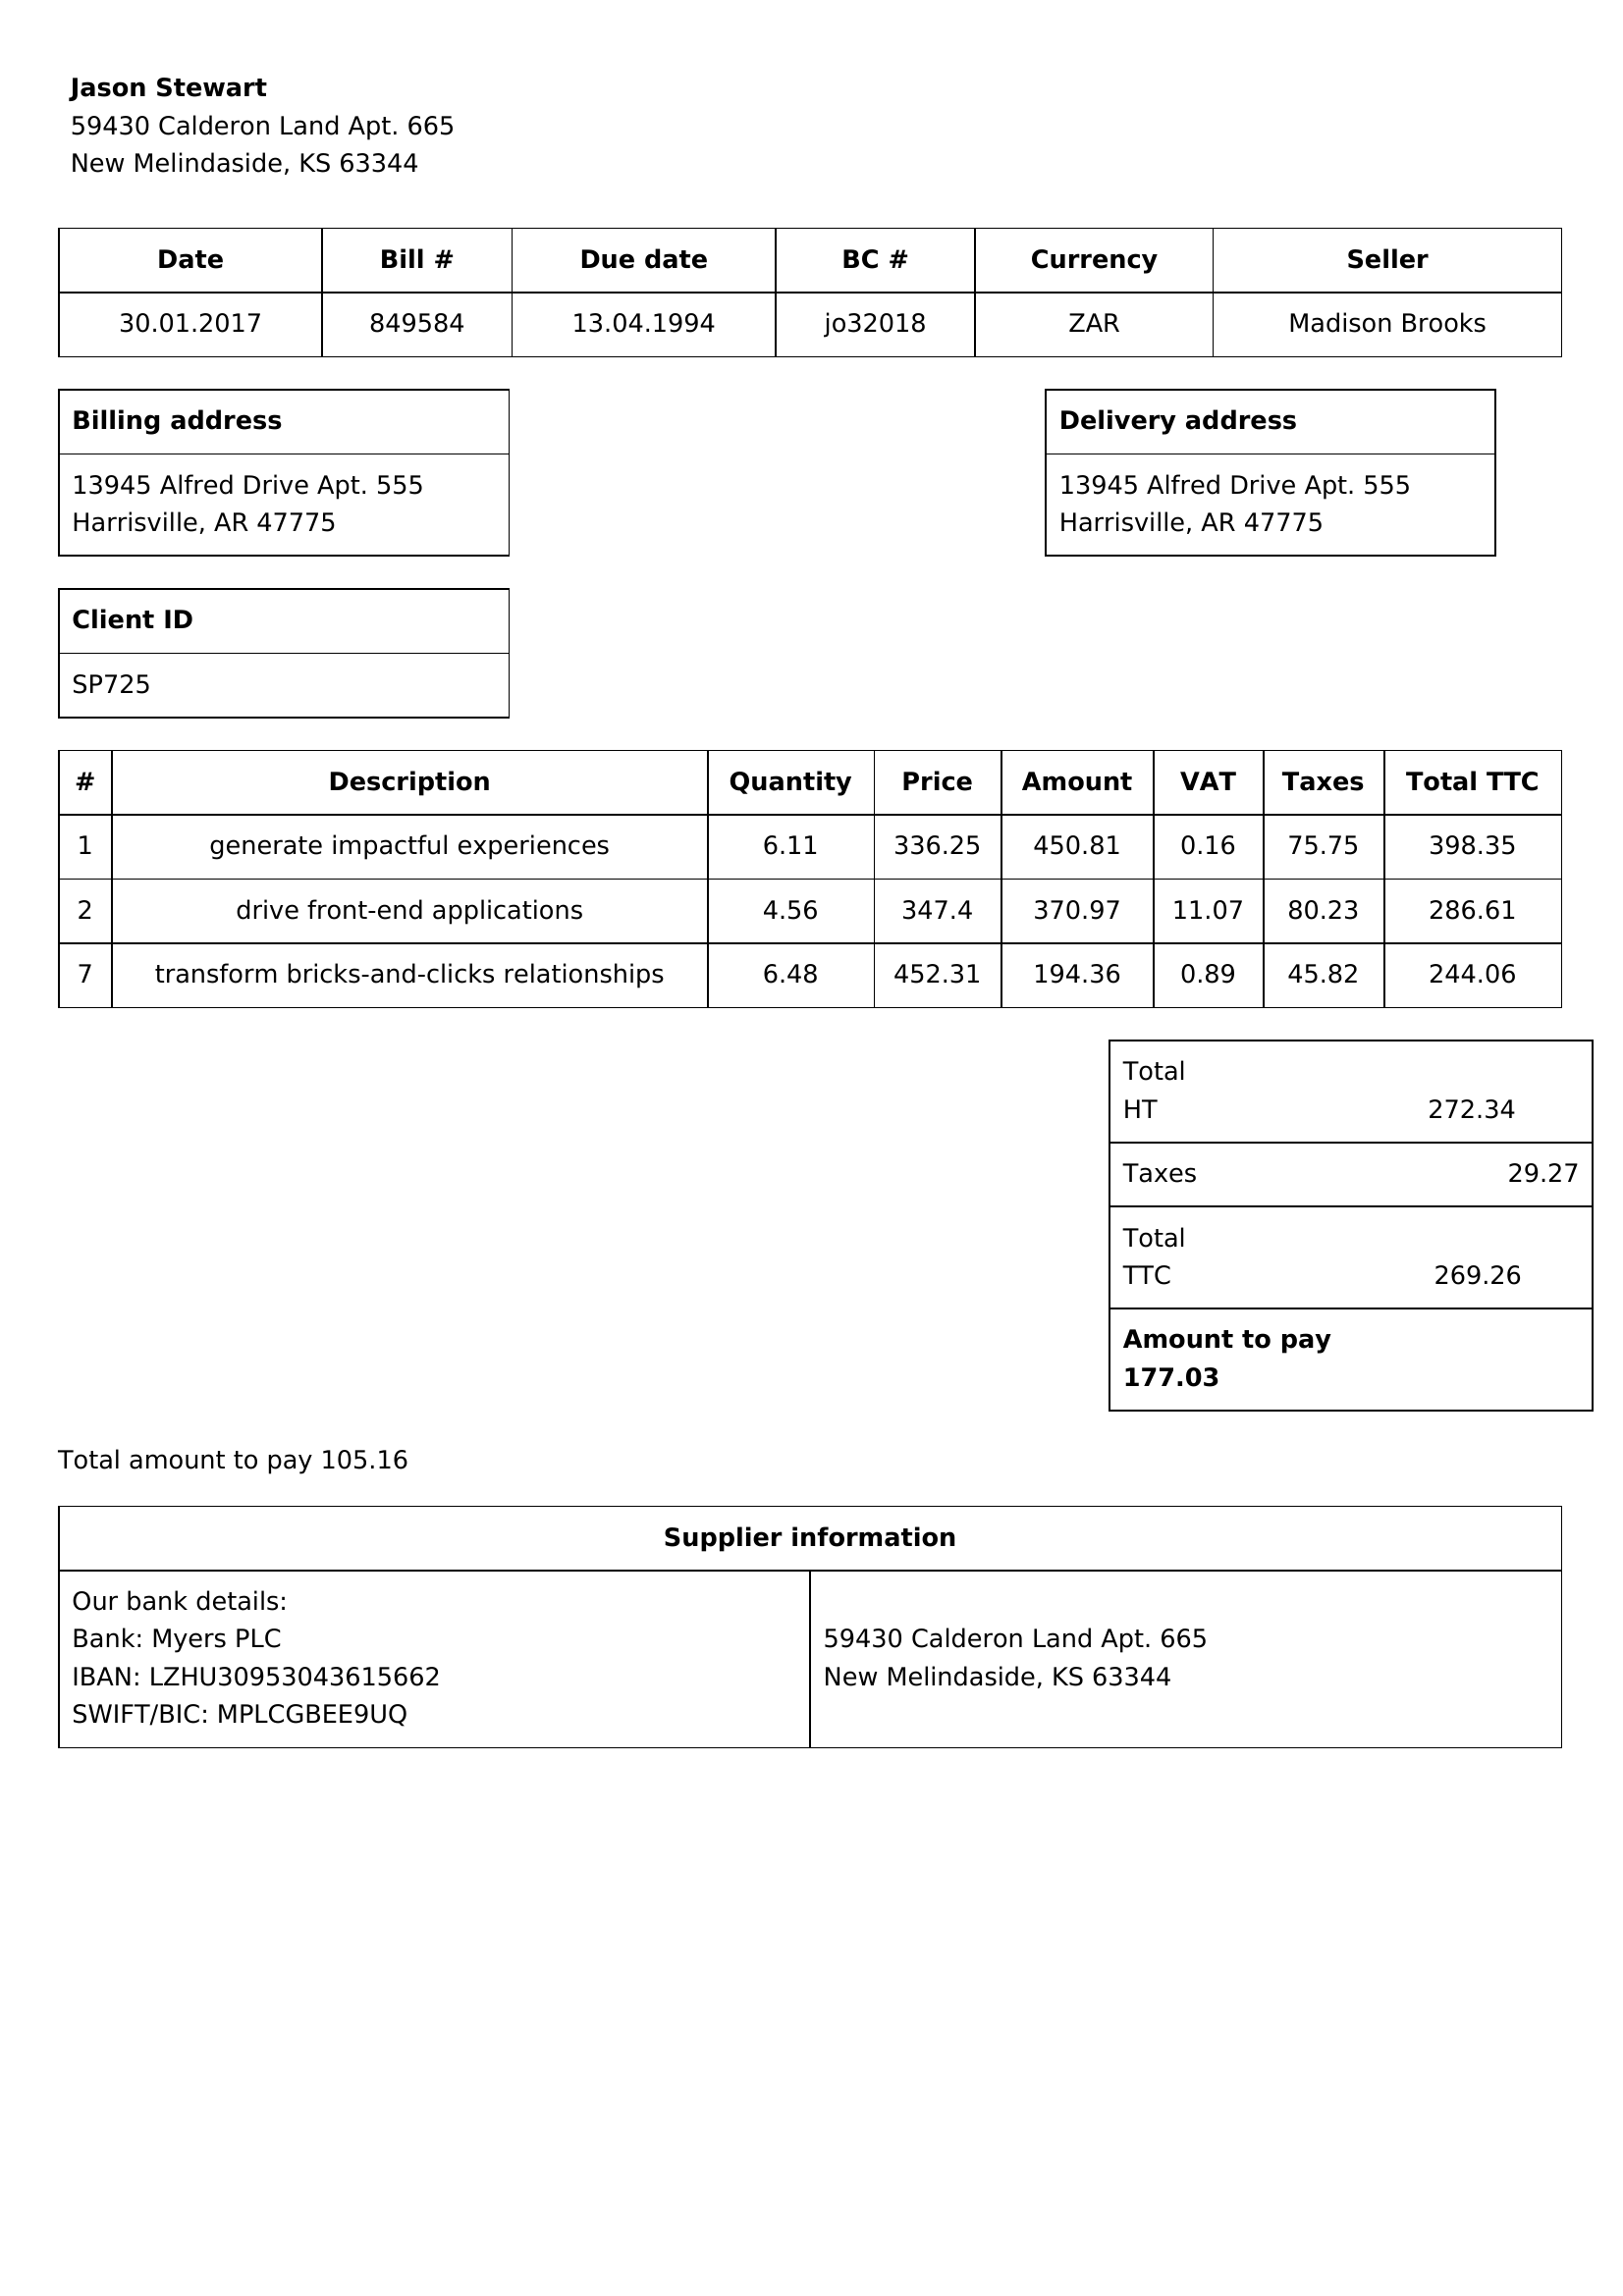 Jason Stewart
59430 Calderon Land Apt. 665
New Melindaside, KS 63344
Date Bill # Due date BC # Currency Seller
30.01.2017 849584 13.04.1994 jo32018 ZAR Madison Brooks
Billing address
13945 Alfred Drive Apt. 555
Harrisville, AR 47775
Delivery address
13945 Alfred Drive Apt. 555
Harrisville, AR 47775
Client ID
SP725
# Description Quantity Price Amount VAT Taxes Total TTC
1 generate impactful experiences 6.11 336.25 450.81 0.16 75.75 398.35
2 drive front-end applications 4.56 347.4 370.97 11.07 80.23 286.61
7 transform bricks-and-clicks relationships 6.48 452.31 194.36 0.89 45.82 244.06
Total
HT 272.34
Taxes 29.27
Total
TTC 269.26
Amount to pay
177.03
Total amount to pay 105.16
Supplier information
Our bank details:
Bank: Myers PLC
IBAN: LZHU30953043615662
SWIFT/BIC: MPLCGBEE9UQ
59430 Calderon Land Apt. 665
New Melindaside, KS 63344